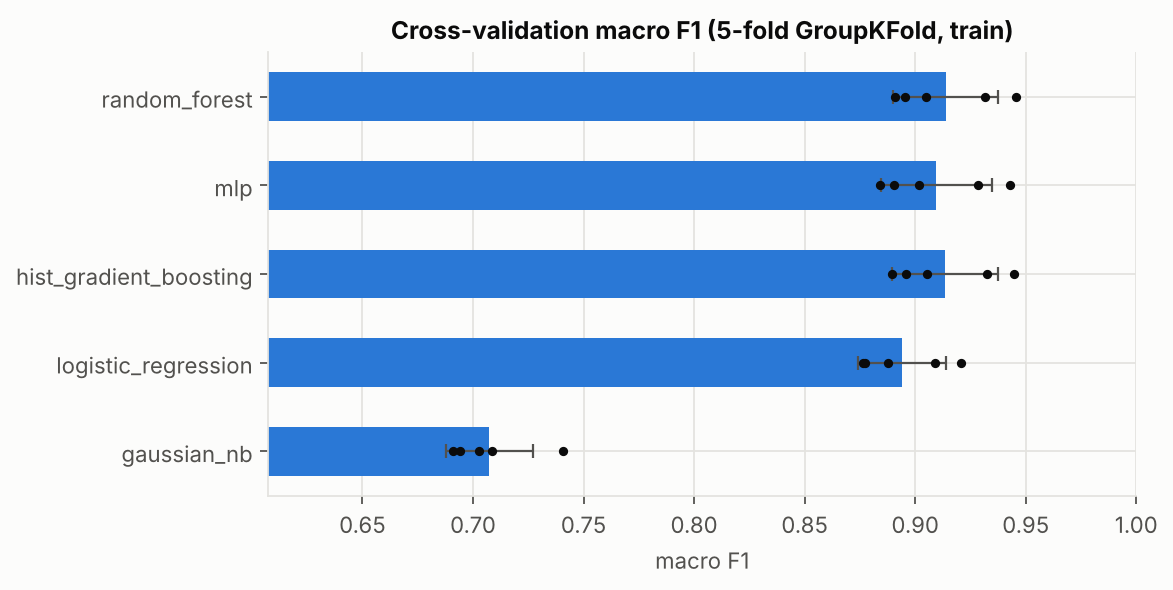 Cross-validation macro F1 (5-fold GroupKFold, train)
random_forest
mlp
hist_gradient_boosting
logistic_regression
gaussian_nb
0.65 0.70 0.75 0.80 0.85 0.90 0.95 1.00
macro F1